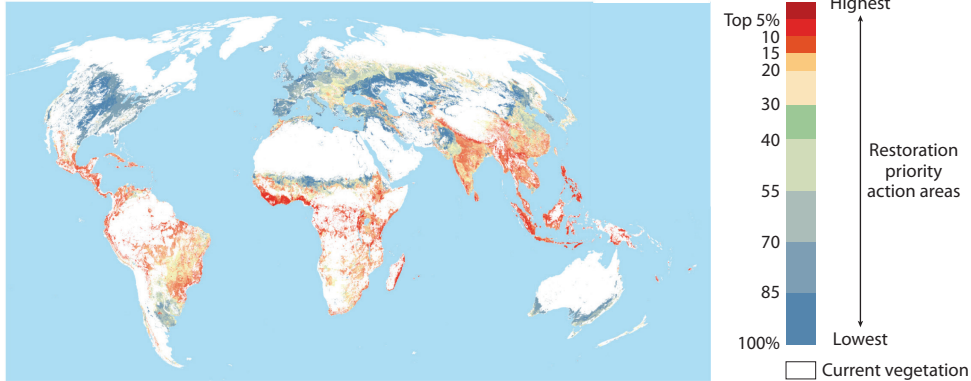 Highest
Top 5%
10
15
20
30
40
55
70
85
100%
Restoration
priority
action areas
Lowest
Current vegetation